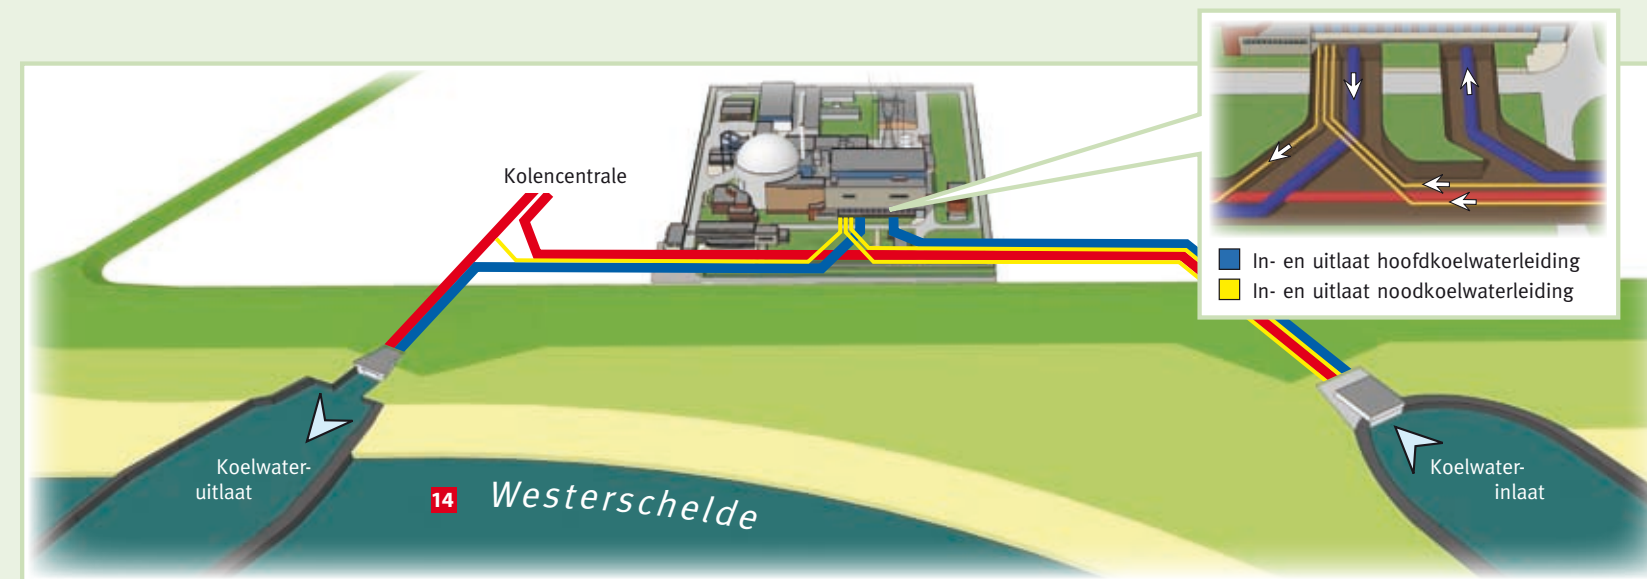 Kolencentrale
In- en uitlaat hoofdkoelwaterleiding
In- en uitlaat noodkoelwaterleiding
Koelwater-
uitlaat
14 Westerschelde
Koelwater-
inlaat